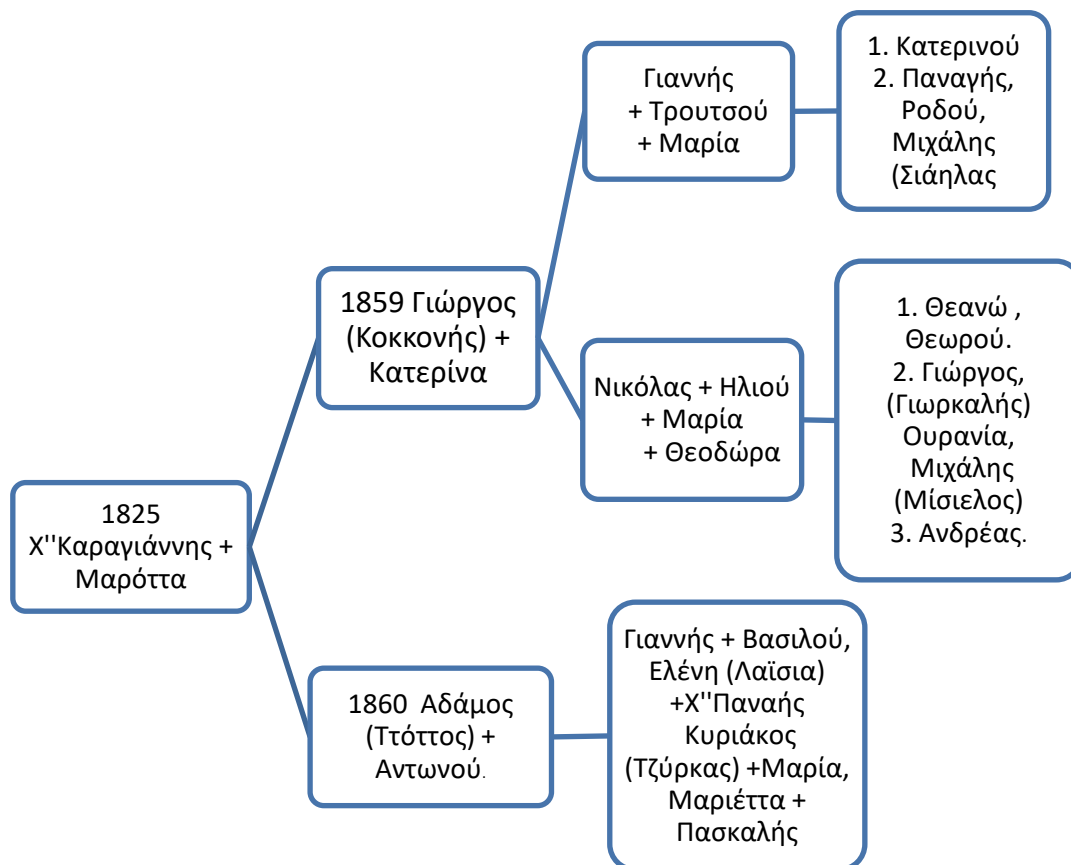 Γιαννής
+ Τρουτσού
+ Μαρία
1. Κατερινού
2. Παναγής,
Ροδού,
Μιχάλης
(Σιάηλας
1859 Γιώργος
(Κοκκονής) +
Κατερίνα
Νικόλας + Ηλιού
+ Μαρία
+ Θεοδώρα
1. Θεανώ ,
Θεωρού.
2. Γιώργος,
(Γιωρκαλής)
Ουρανία,
Μιχάλης
(Μίσιελος)
3. Ανδρέας.
1825
Χ''Καραγιάννης +
Μαρόττα
1860 Αδάμος
(Ττόττος) +
Αντωνού.
Γιαννής + Βασιλού,
Ελένη (Λαϊσια)
+Χ''Παναής
Κυριάκος
(Τζύρκας) +Μαρία,
Μαριέττα +
Πασκαλής